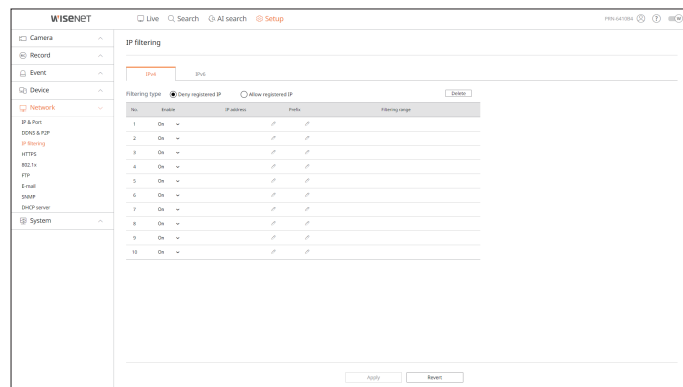 WISENET Live Search AI search Setup PRN-6410DB4 ?
Camera
Record
Event
Device
Network
IP & Port
DDNS & P2P
IP filtering
HTTPS
802.1x
FTP
E-mail
SNMP
DHCP server
System
IP filtering
IPv4 IPv6
Filtering type Deny registered IP Allow registered IP Delete
No. Enable IP address Prefix Filtering range
1 On
2 On
3 On
4 On
5 On
6 On
7 On
8 On
9 On
10 On
Apply Revert